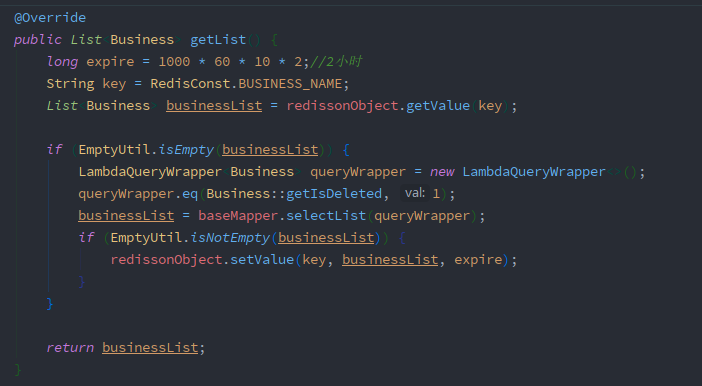 @Override
public List<Business> getList() {
long expire = 1000 * 60 * 10 * 2;//2小时
String key = RedisConst.BUSINESS_NAME;
List<Business> businessList = redissonObject.getValue(key);
if (EmptyUtil.isEmpty(businessList)) {
LambdaQueryWrapper<Business> queryWrapper = new LambdaQueryWrapper<>();
queryWrapper.eq(Business::getIsDeleted, val: 1);
businessList = baseMapper.selectList(queryWrapper);
if (EmptyUtil.isNotEmpty(businessList)) {
redissonObject.setValue(key, businessList, expire);
}
}
return businessList;
}